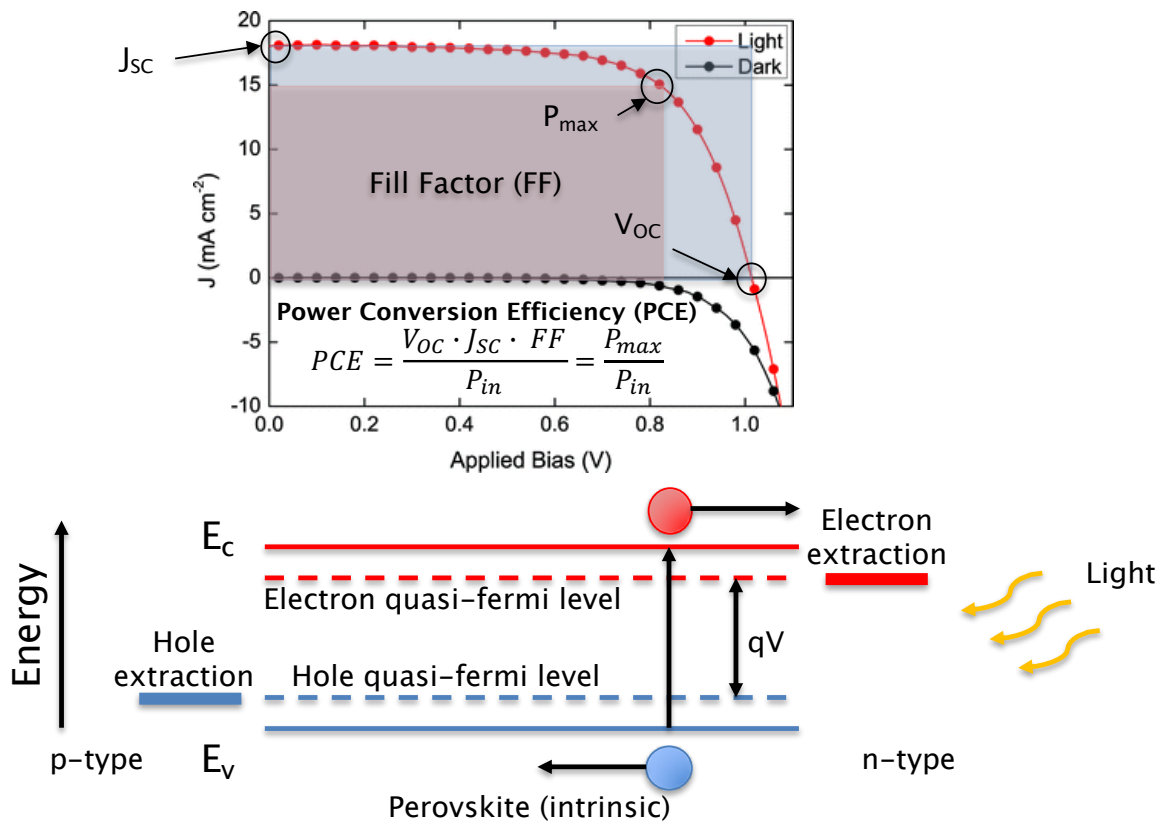 20
15
10
5
0
-5
-10
J (mA cm⁻²)
0.0 0.2 0.4 0.6 0.8 1.0
Applied Bias (V)
Light
Dark
J_SC
P_max
Fill Factor (FF)
V_OC
Power Conversion Efficiency (PCE)
PCE = V_OC · J_SC · FF / P_in = P_max / P_in
Energy
E_c
Electron quasi-fermi level
Electron
extraction
Light
qV
Hole
extraction
Hole quasi-fermi level
p-type
E_v
n-type
Perovskite (intrinsic)